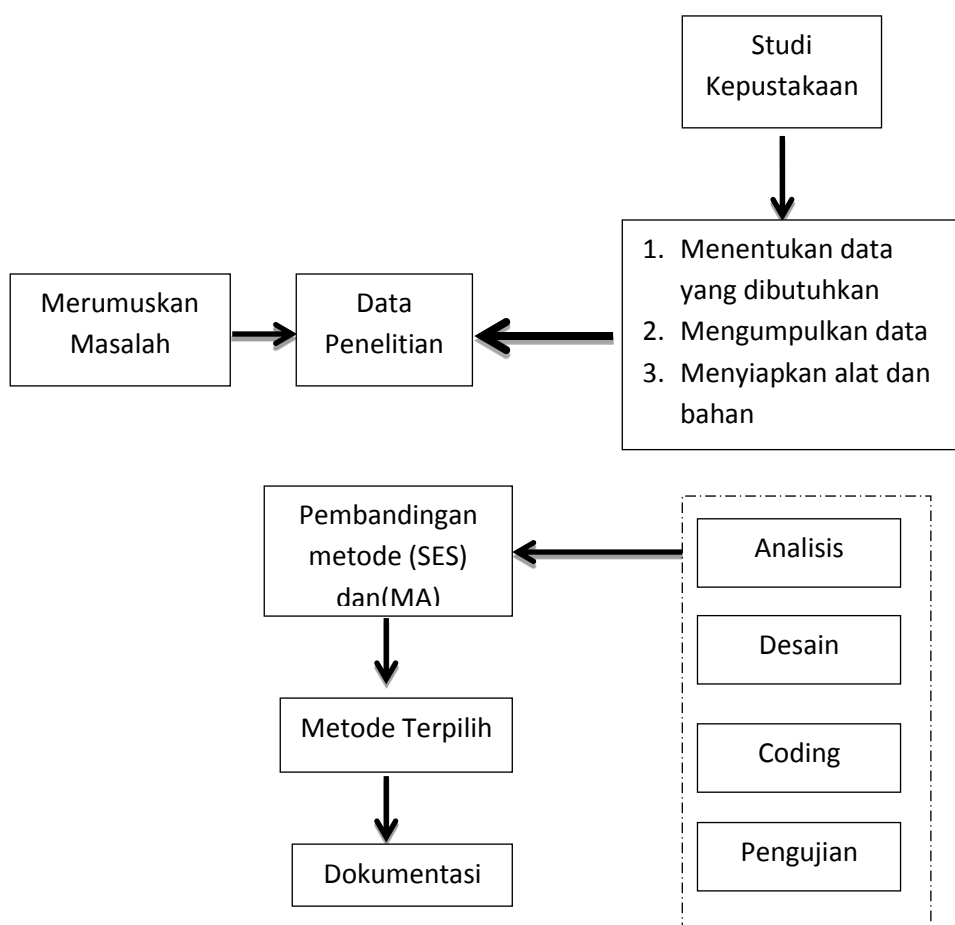 Studi
Kepustakaan
1. Menentukan data
yang dibutuhkan
2. Mengumpulkan data
3. Menyiapkan alat dan
bahan
Merumuskan
Masalah
Data
Penelitian
Pembandingan
metode (SES)
dan(MA)
Metode Terpilih
Dokumentasi
Analisis
Desain
Coding
Pengujian